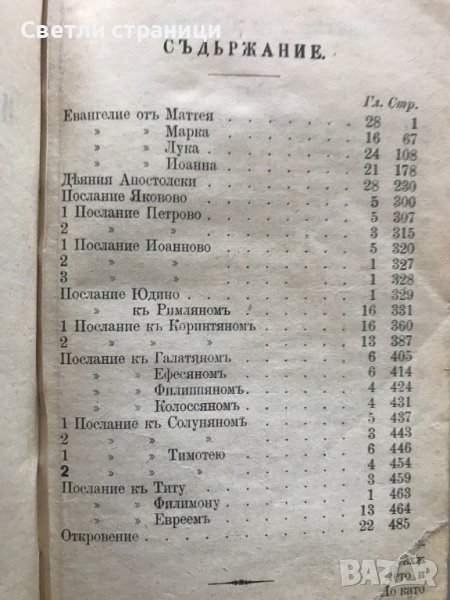 Светли страници
СЪДЬРЖАНИЕ.
Гл. Стр.
Евангелие отъ Маттея . . . . . . . 28 1
» » Марка . . . . . . . 16 67
» » Лука . . . . . . . 24 108
» » Иоанна . . . . . . . 21 178
Дѣяния Апостолски . . . . . . . 28 230
Послание Яковово . . . . . . . 5 300
1 Послание Петрово . . . . . . . 5 307
2 » » . . . . . . . 3 315
1 Послание Иоанново . . . . . . . 5 320
2 » » . . . . . . . 1 327
3 » » . . . . . . . 1 328
Послание Юдино . . . . . . . 1 329
» къ Римляномъ . . . . . . . 16 331
1 Послание къ Коринтяномъ . . . . . . . 16 360
2 » » » . . . . . . . 13 387
Послание къ Галатяномъ . . . . . . . 6 405
» » Ефесяномъ . . . . . . . 6 414
» » Филиппяномъ . . . . . . . 4 424
» » Колоссяномъ . . . . . . . 4 431
1 Послание къ Солуняномъ . . . . . . . 5 437
2 » » » . . . . . . . 3 443
1 » » Тимотею . . . . . . . 6 446
2 » » » . . . . . . . 4 454
Послание къ Титу . . . . . . . 3 459
» » Филимону . . . . . . . 1 463
» » Евреемъ . . . . . . . 13 464
Откровение . . . . . . . 22 485
До като
bazar